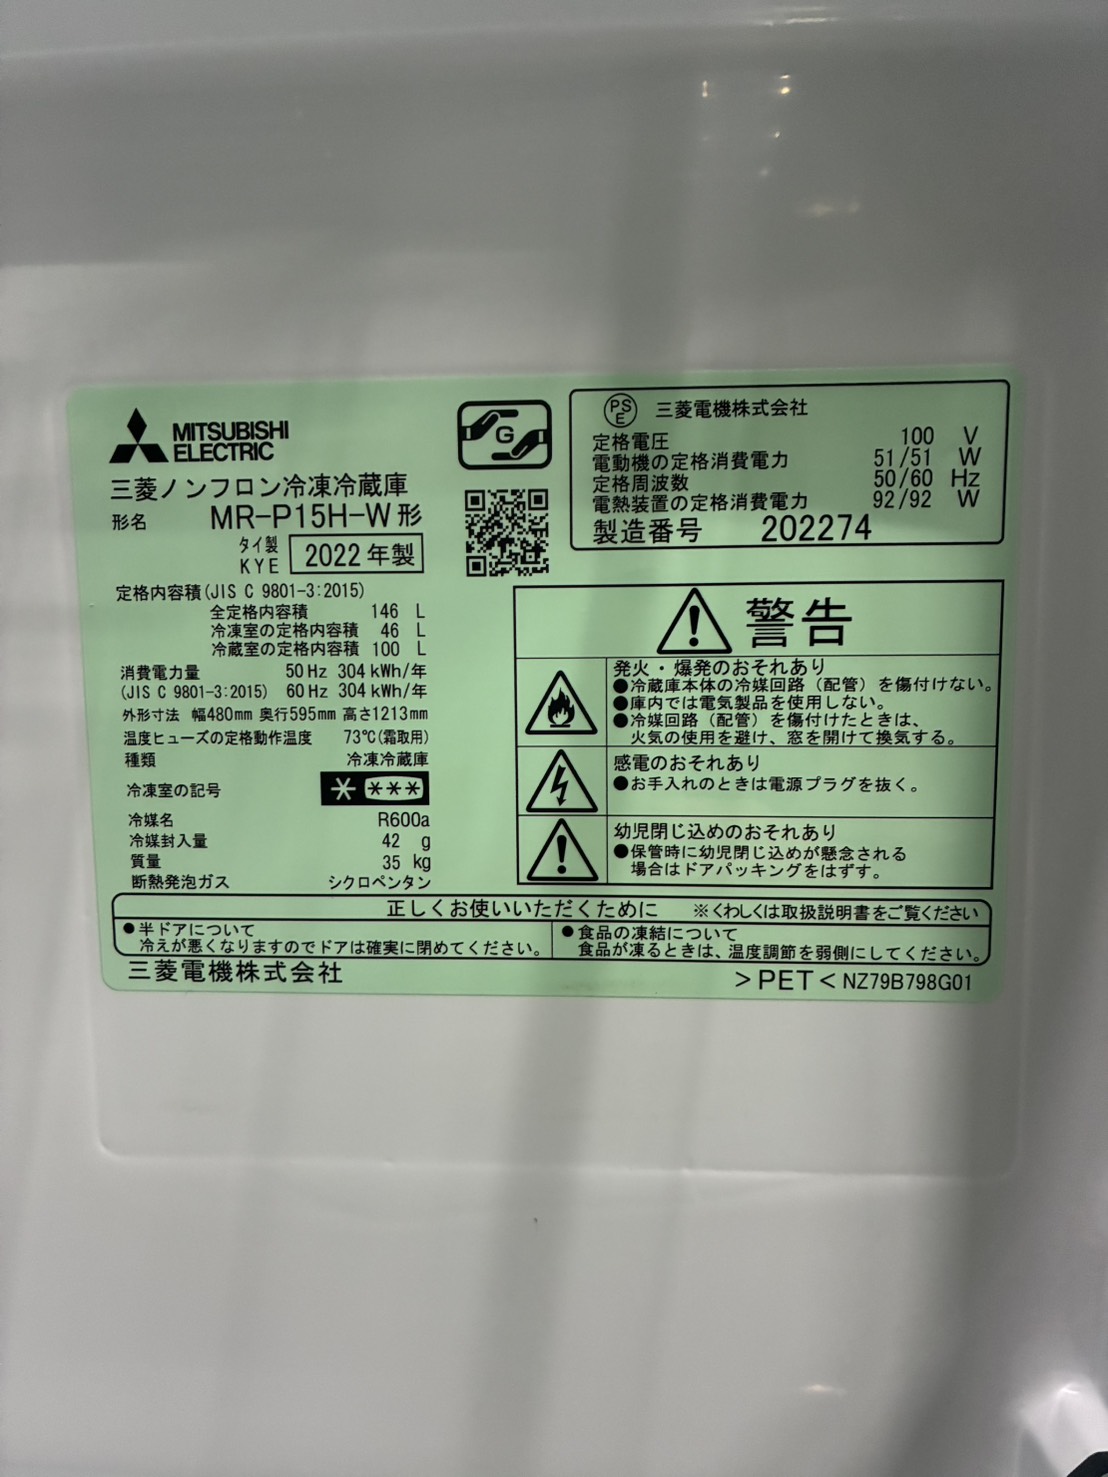 MITSUBISHI
ELECTRIC
三菱ノンフロン冷凍冷蔵庫
形名 MR-P15H-W形
タイ製
KYE 2022年製
定格内容積(JIS C 9801-3:2015)
全定格内容積 146 L
冷凍室の定格内容積 46 L
冷蔵室の定格内容積 100 L
消費電力量 50Hz 304kWh/年
(JIS C 9801-3:2015) 60Hz 304kWh/年
外形寸法 幅480mm 奥行595mm 高さ1213mm
温度ヒューズの定格動作温度 73℃(霜取用)
種類 冷凍冷蔵庫
冷凍室の記号 * ***
冷媒名 R600a
冷媒封入量 42 g
質量 35 kg
断熱発泡ガス シクロペンタン
G
PSE 三菱電機株式会社
定格電圧 100 V
電動機の定格消費電力 51/51 W
定格周波数 50/60 Hz
電熱装置の定格消費電力 92/92 W
製造番号 202274
警告
発火・爆発のおそれあり
●冷蔵庫本体の冷媒回路（配管）を傷付けない。
●庫内では電気製品を使用しない。
●冷媒回路（配管）を傷付けたときは、
火気の使用を避け、窓を開けて換気する。
感電のおそれあり
●お手入れのときは電源プラグを抜く。
幼児閉じ込めのおそれあり
●保管時に幼児閉じ込めが懸念される
場合はドアパッキングをはずす。
正しくお使いいただくために ※くわしくは取扱説明書をご覧ください
●半ドアについて
冷えが悪くなりますのでドアは確実に閉めてください。
●食品の凍結について
食品が凍るときは、温度調節を弱側にしてください。
三菱電機株式会社
>PET< NZ79B798G01